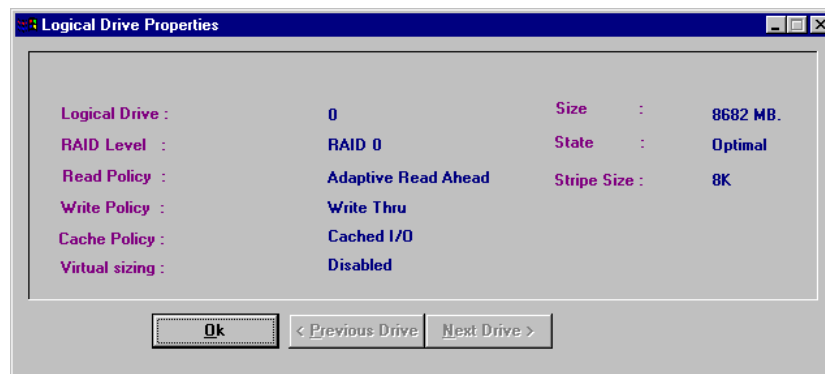 Logical Drive Properties
Logical Drive : 0
RAID Level : RAID 0
Read Policy : Adaptive Read Ahead
Write Policy : Write Thru
Cache Policy : Cached I/O
Virtual sizing : Disabled
Size : 8682 MB.
State : Optimal
Stripe Size : 8K
Ok
< Previous Drive
Next Drive >